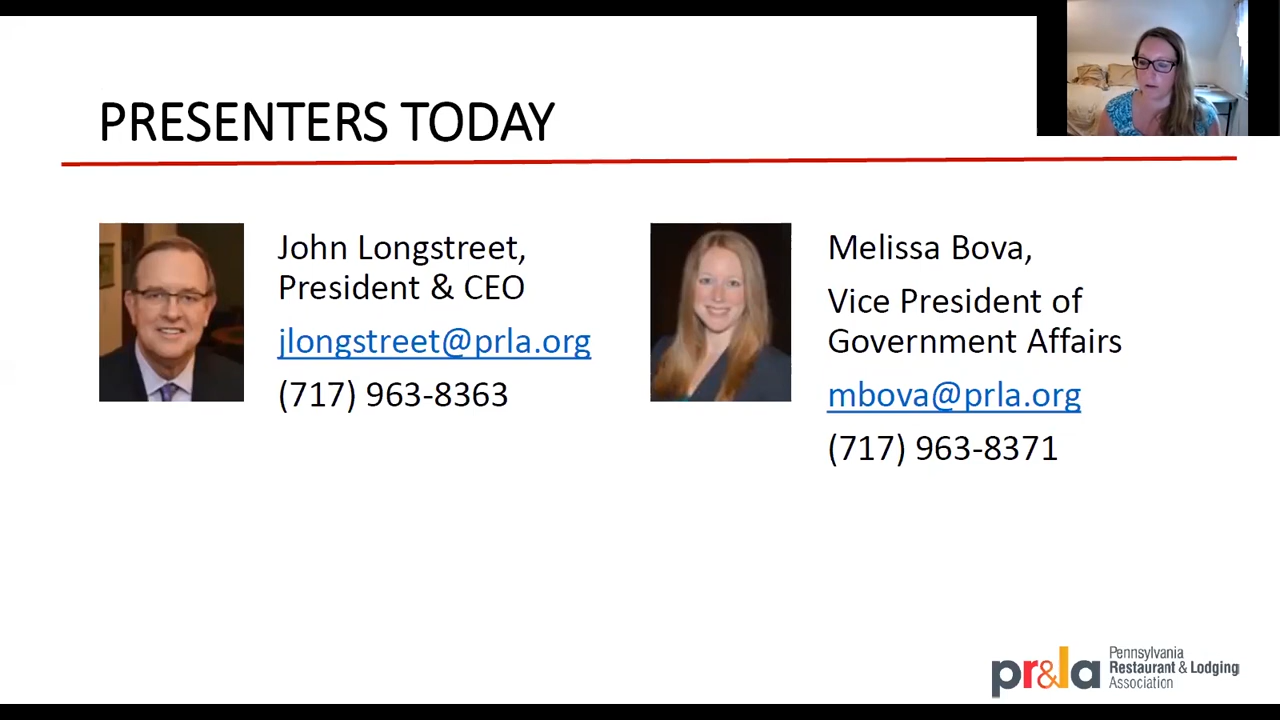 PRESENTERS TODAY
John Longstreet,
President & CEO
jlongstreet@prla.org
(717) 963-8363
Melissa Bova,
Vice President of
Government Affairs
mbova@prla.org
(717) 963-8371
pr&la
Pennsylvania
Restaurant & Lodging
Association